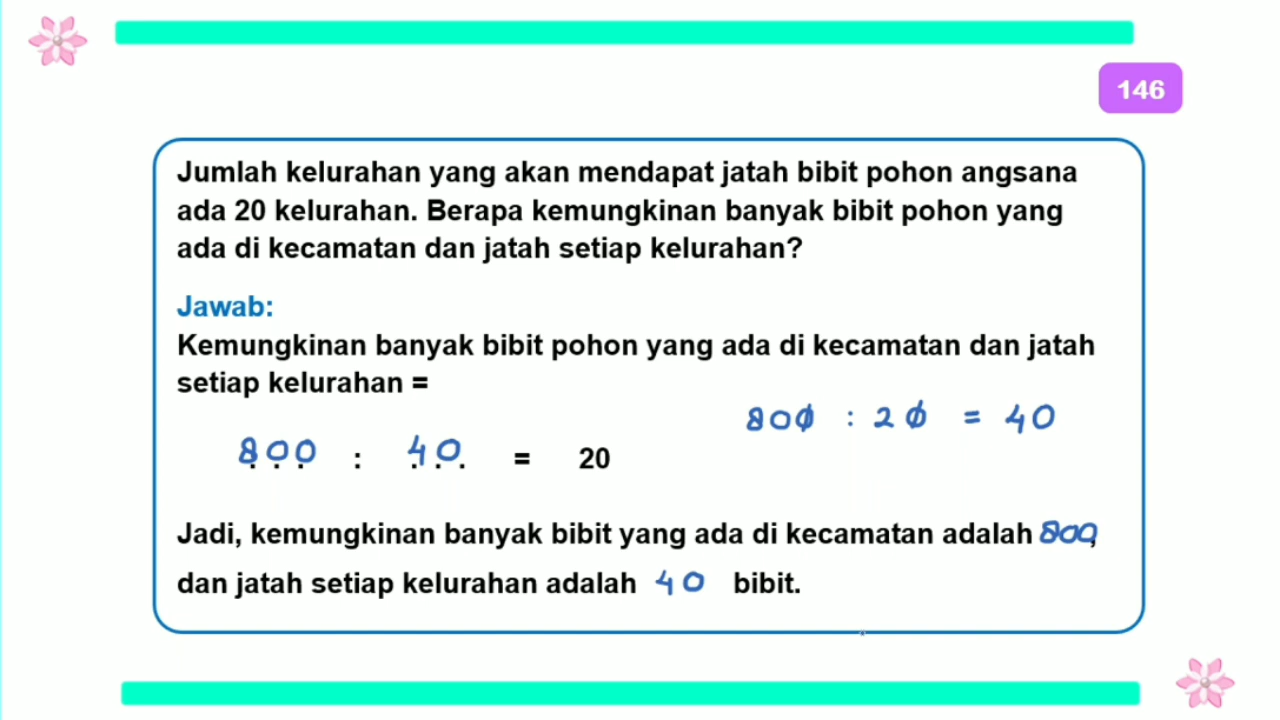 146
Jumlah kelurahan yang akan mendapat jatah bibit pohon angsana
ada 20 kelurahan. Berapa kemungkinan banyak bibit pohon yang
ada di kecamatan dan jatah setiap kelurahan?
Jawab:
Kemungkinan banyak bibit pohon yang ada di kecamatan dan jatah
setiap kelurahan =
800 : 20 = 40
800 : 40 = 20
Jadi, kemungkinan banyak bibit yang ada di kecamatan adalah 800,
dan jatah setiap kelurahan adalah 40 bibit.